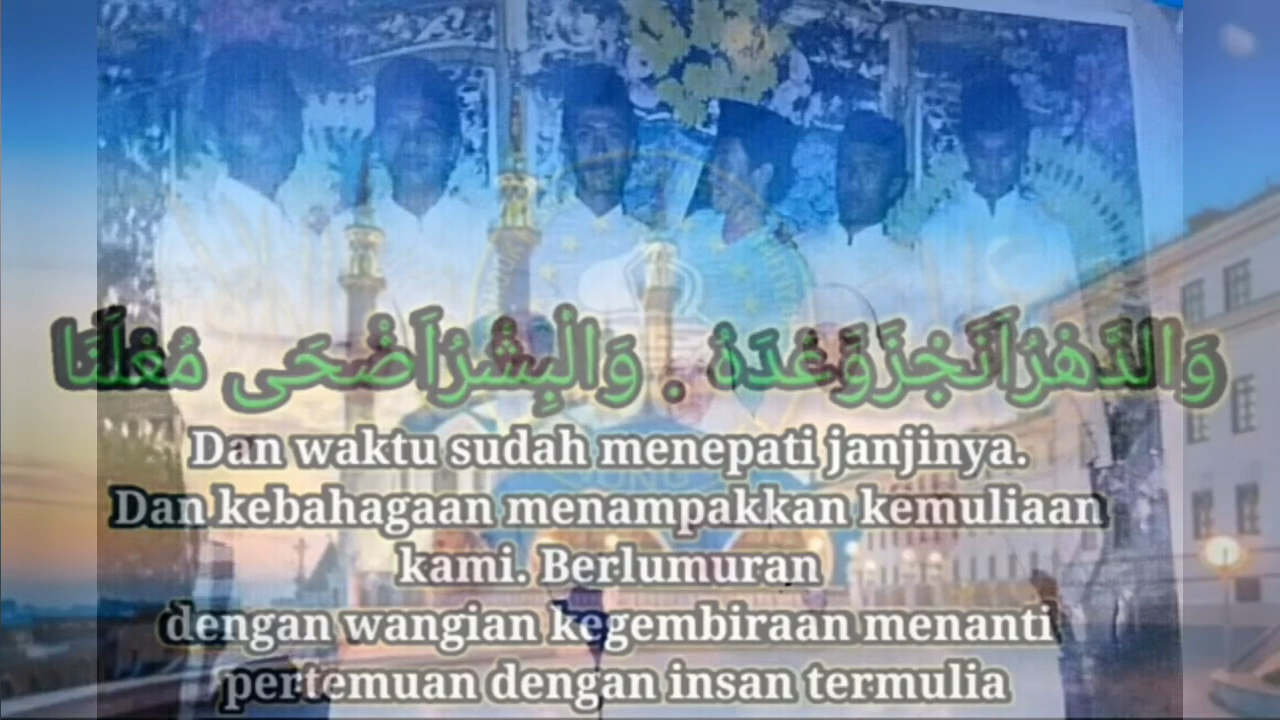 وَالدَّهْرُاَنْجَزَوَعْدَهُ . وَالْبِشْرُاَضْحَى مُعْلَنَا
Dan waktu sudah menepati janjinya.
Dan kebahagaan menampakkan kemuliaan
kami. Berlumuran
dengan wangian kegembiraan menanti
pertemuan dengan insan termulia